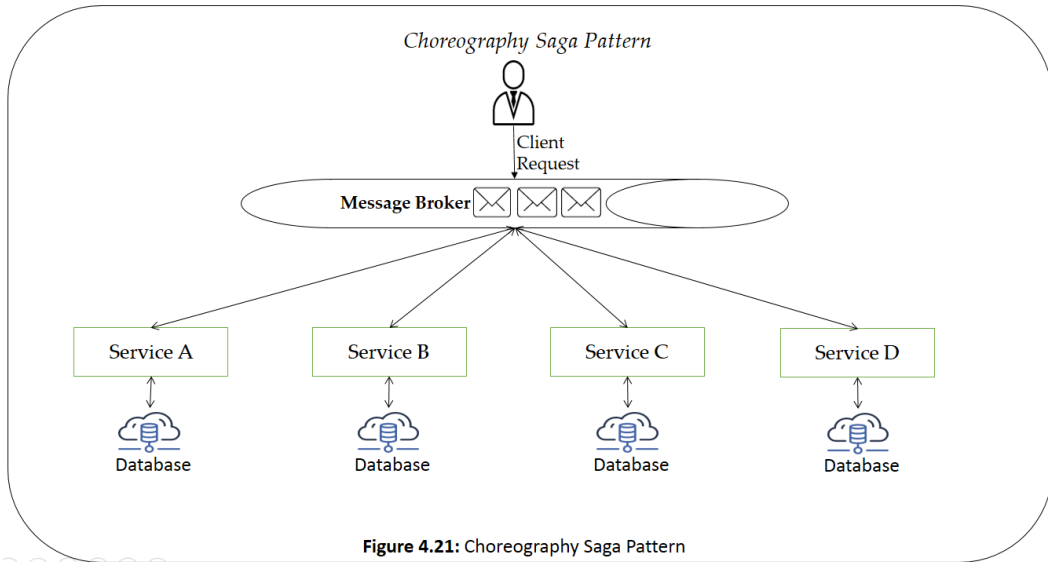 Choreography Saga Pattern
Client
Request
Message Broker
Service A
Service B
Service C
Service D
Database
Database
Database
Database
Figure 4.21: Choreography Saga Pattern